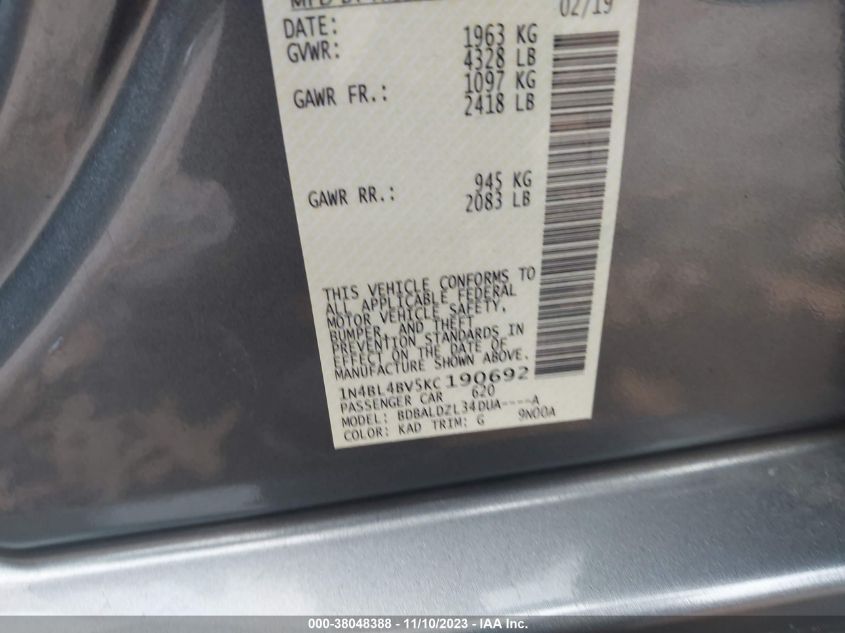 02/19
DATE:
GVWR: 1963 KG
4328 LB
GAWR FR.: 1097 KG
2418 LB
GAWR RR.: 945 KG
2083 LB
THIS VEHICLE CONFORMS TO
ALL APPLICABLE FEDERAL
MOTOR VEHICLE SAFETY,
BUMPER, AND THEFT
PREVENTION STANDARDS IN
EFFECT ON THE DATE OF
MANUFACTURE SHOWN ABOVE.
1N4BL4BV5KC190692
PASSENGER CAR 620
MODEL: BDBALDZL34DUA----A
COLOR: KAD TRIM: G 9N00A
000-38048388 - 11/10/2023 - IAA Inc.